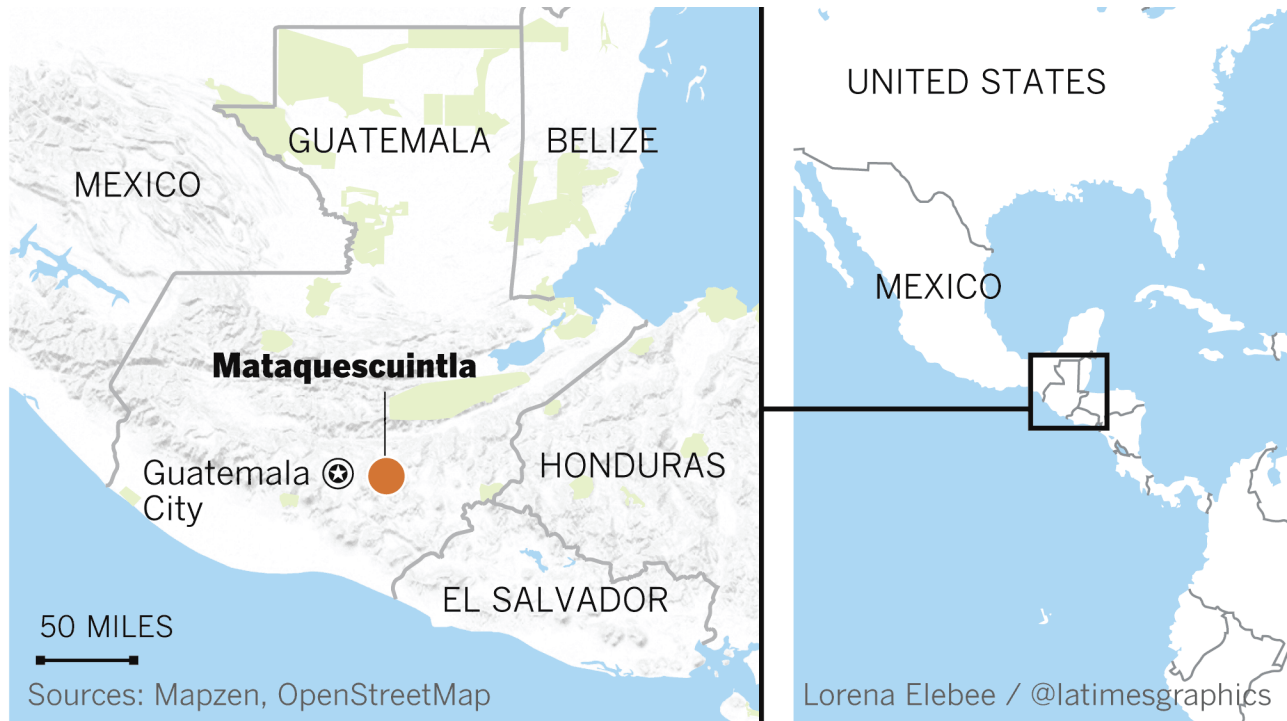 GUATEMALA
BELIZE
MEXICO
Mataquescuintla
Guatemala
City
HONDURAS
EL SALVADOR
50 MILES
Sources: Mapzen, OpenStreetMap
UNITED STATES
MEXICO
Lorena Elebee / @latimesgraphics